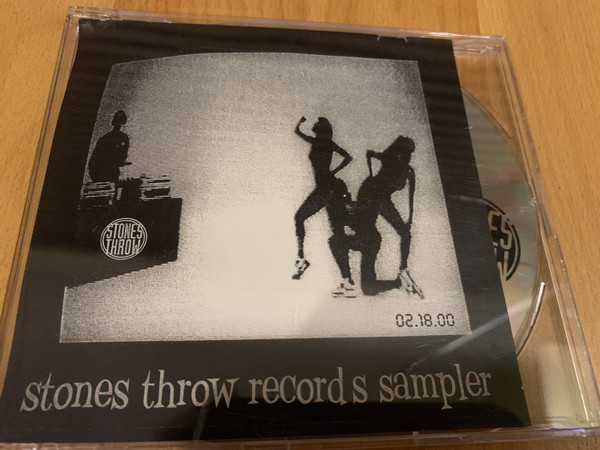 STONES
THROW
02.18.00
stones throw records sampler